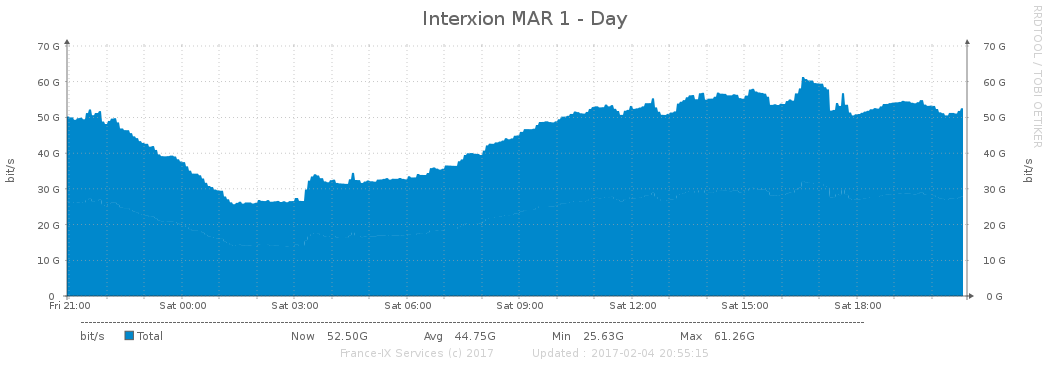 Interxion MAR 1 - Day
RRDTOOL / TOBI OETIKER
70 G 70 G
60 G 60 G
50 G 50 G
40 G 40 G
30 G 30 G
20 G 20 G
10 G 10 G
0 0 G
bit/s bit/s
Fri 21:00 Sat 00:00 Sat 03:00 Sat 06:00 Sat 09:00 Sat 12:00 Sat 15:00 Sat 18:00
bit/s Total Now 52.50G Avg 44.75G Min 25.63G Max 61.26G
France-IX Services (c) 2017 Updated : 2017-02-04 20:55:15